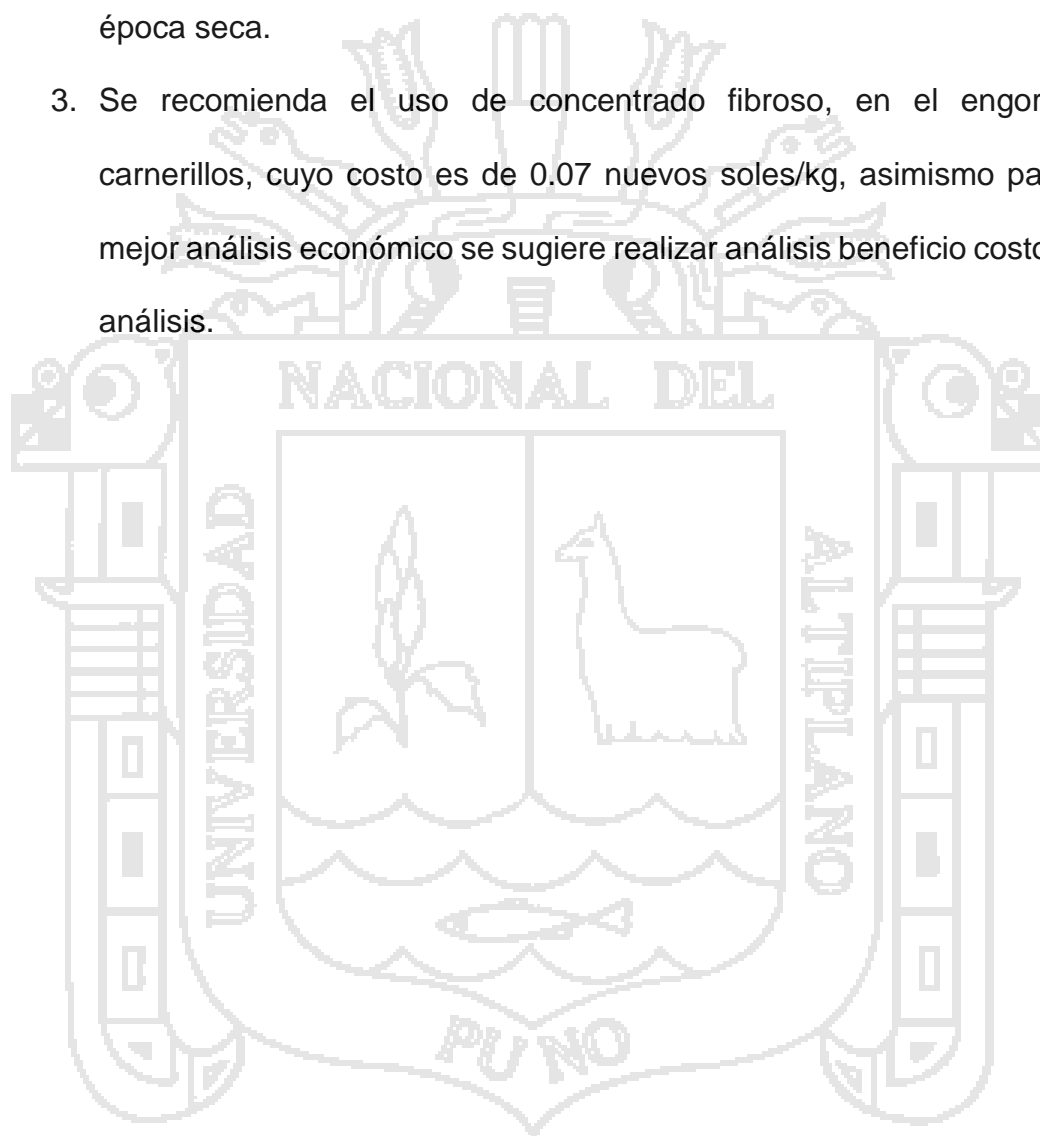 época seca.
3. Se recomienda el uso de concentrado fibroso, en el engor
carnerillos, cuyo costo es de 0.07 nuevos soles/kg, asimismo pa
mejor análisis económico se sugiere realizar análisis beneficio costo
análisis.
NACIONAL DEL
UNIVERSIDAD
ALTIPLANO
PUNO